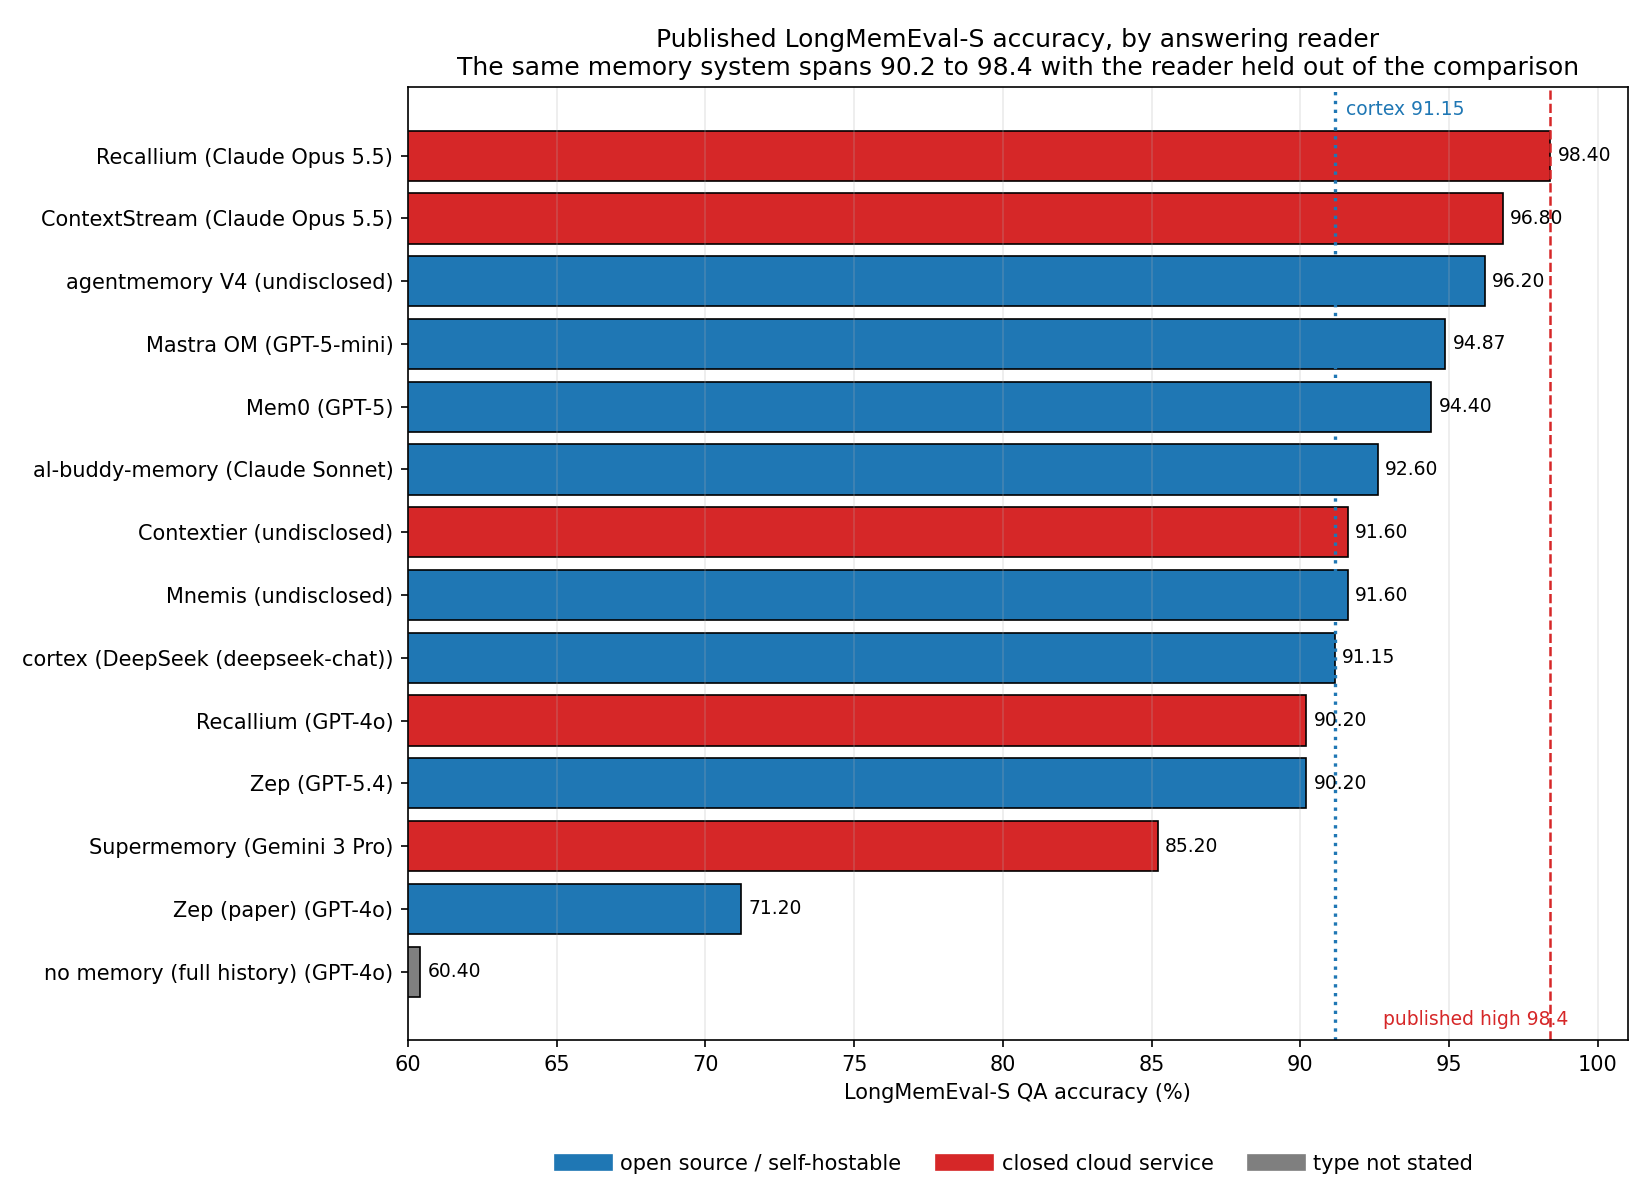 Published LongMemEval-S accuracy, by answering reader
The same memory system spans 90.2 to 98.4 with the reader held out of the comparison
cortex 91.15
Recallium (Claude Opus 5.5) 98.40
ContextStream (Claude Opus 5.5) 96.80
agentmemory V4 (undisclosed) 96.20
Mastra OM (GPT-5-mini) 94.87
Mem0 (GPT-5) 94.40
al-buddy-memory (Claude Sonnet) 92.60
Contextier (undisclosed) 91.60
Mnemis (undisclosed) 91.60
cortex (DeepSeek (deepseek-chat)) 91.15
Recallium (GPT-4o) 90.20
Zep (GPT-5.4) 90.20
Supermemory (Gemini 3 Pro) 85.20
Zep (paper) (GPT-4o) 71.20
no memory (full history) (GPT-4o) 60.40
published high 98.4
60 65 70 75 80 85 90 95 100
LongMemEval-S QA accuracy (%)
open source / self-hostable closed cloud service type not stated